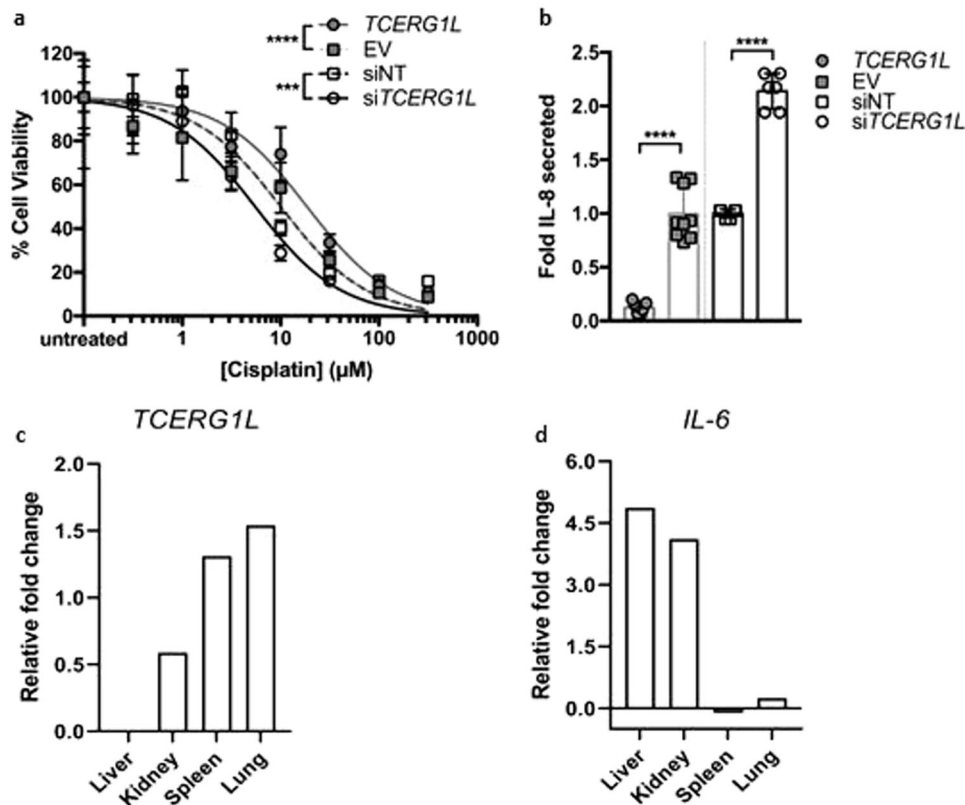 a
TCERG1L
EV
siNT
siTCERG1L
****
***
% Cell Viability
120
100
80
60
40
20
0
untreated 1 10 100 1000
[Cisplatin] (µM)
b
****
****
TCERG1L
EV
siNT
siTCERG1L
Fold IL-8 secreted
2.5
2.0
1.5
1.0
0.5
0.0
c
TCERG1L
Relative fold change
2.0
1.5
1.0
0.5
0.0
Liver Kidney Spleen Lung
d
IL-6
Relative fold change
6.0
4.5
3.0
1.5
0.0
Liver Kidney Spleen Lung